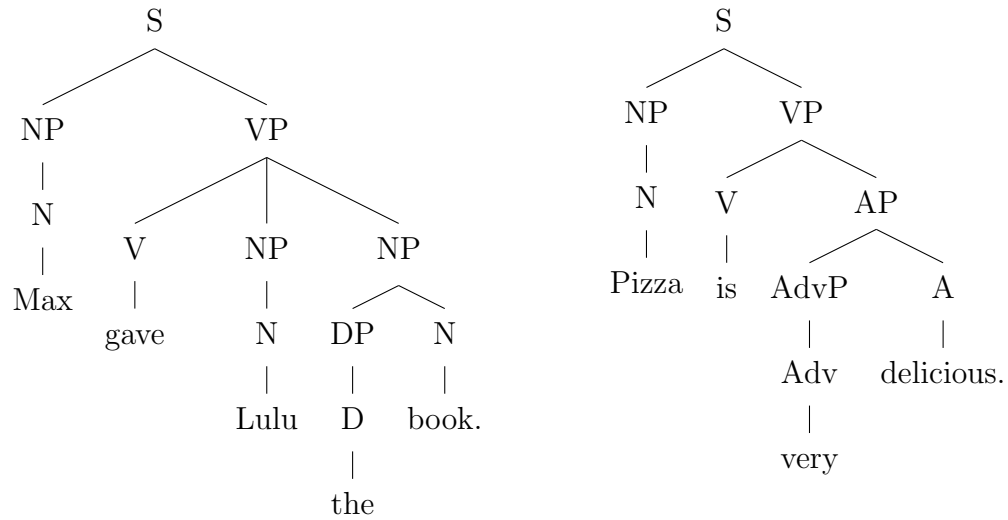 S S
NP VP NP VP
N V NP NP N V AP
Max gave N DP N Pizza is AdvP A
Lulu D book. Adv delicious.
the very